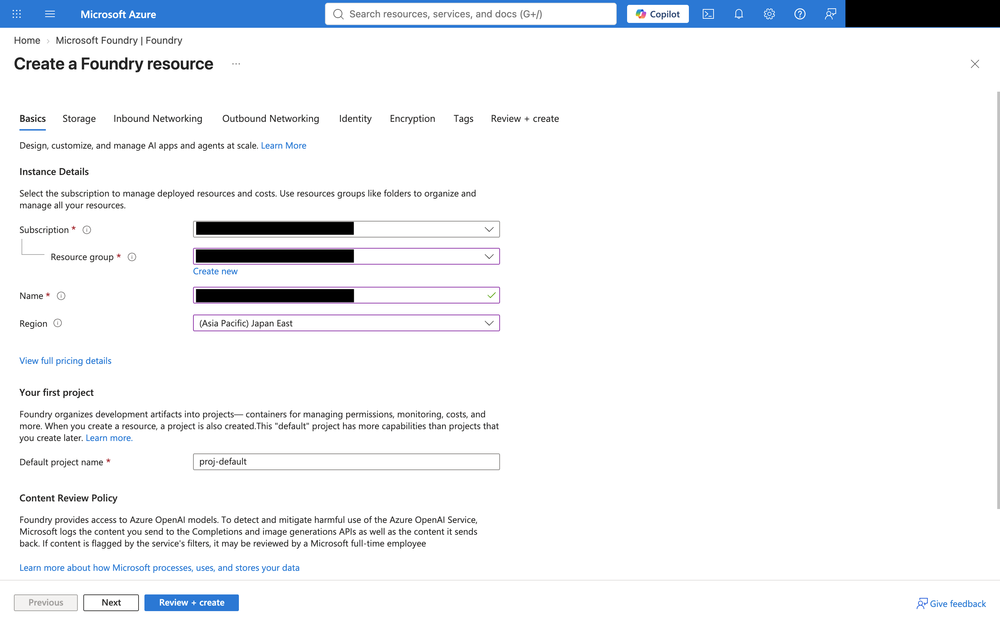 Microsoft Azure
Search resources, services, and docs (G+/)
Copilot
Home > Microsoft Foundry | Foundry
Create a Foundry resource ...
Basics Storage Inbound Networking Outbound Networking Identity Encryption Tags Review + create
Design, customize, and manage AI apps and agents at scale. Learn More
Instance Details
Select the subscription to manage deployed resources and costs. Use resources groups like folders to organize and
manage all your resources.
Subscription *
Resource group *
Create new
Name *
Region
(Asia Pacific) Japan East
View full pricing details
Your first project
Foundry organizes development artifacts into projects— containers for managing permissions, monitoring, costs, and
more. When you create a resource, a project is also created.This "default" project has more capabilities than projects that
you create later. Learn more.
Default project name *
proj-default
Content Review Policy
Foundry provides access to Azure OpenAI models. To detect and mitigate harmful use of the Azure OpenAI Service,
Microsoft logs the content you send to the Completions and image generations APIs as well as the content it sends
back. If content is flagged by the service's filters, it may be reviewed by a Microsoft full-time employee
Learn more about how Microsoft processes, uses, and stores your data
Previous
Next
Review + create
Give feedback